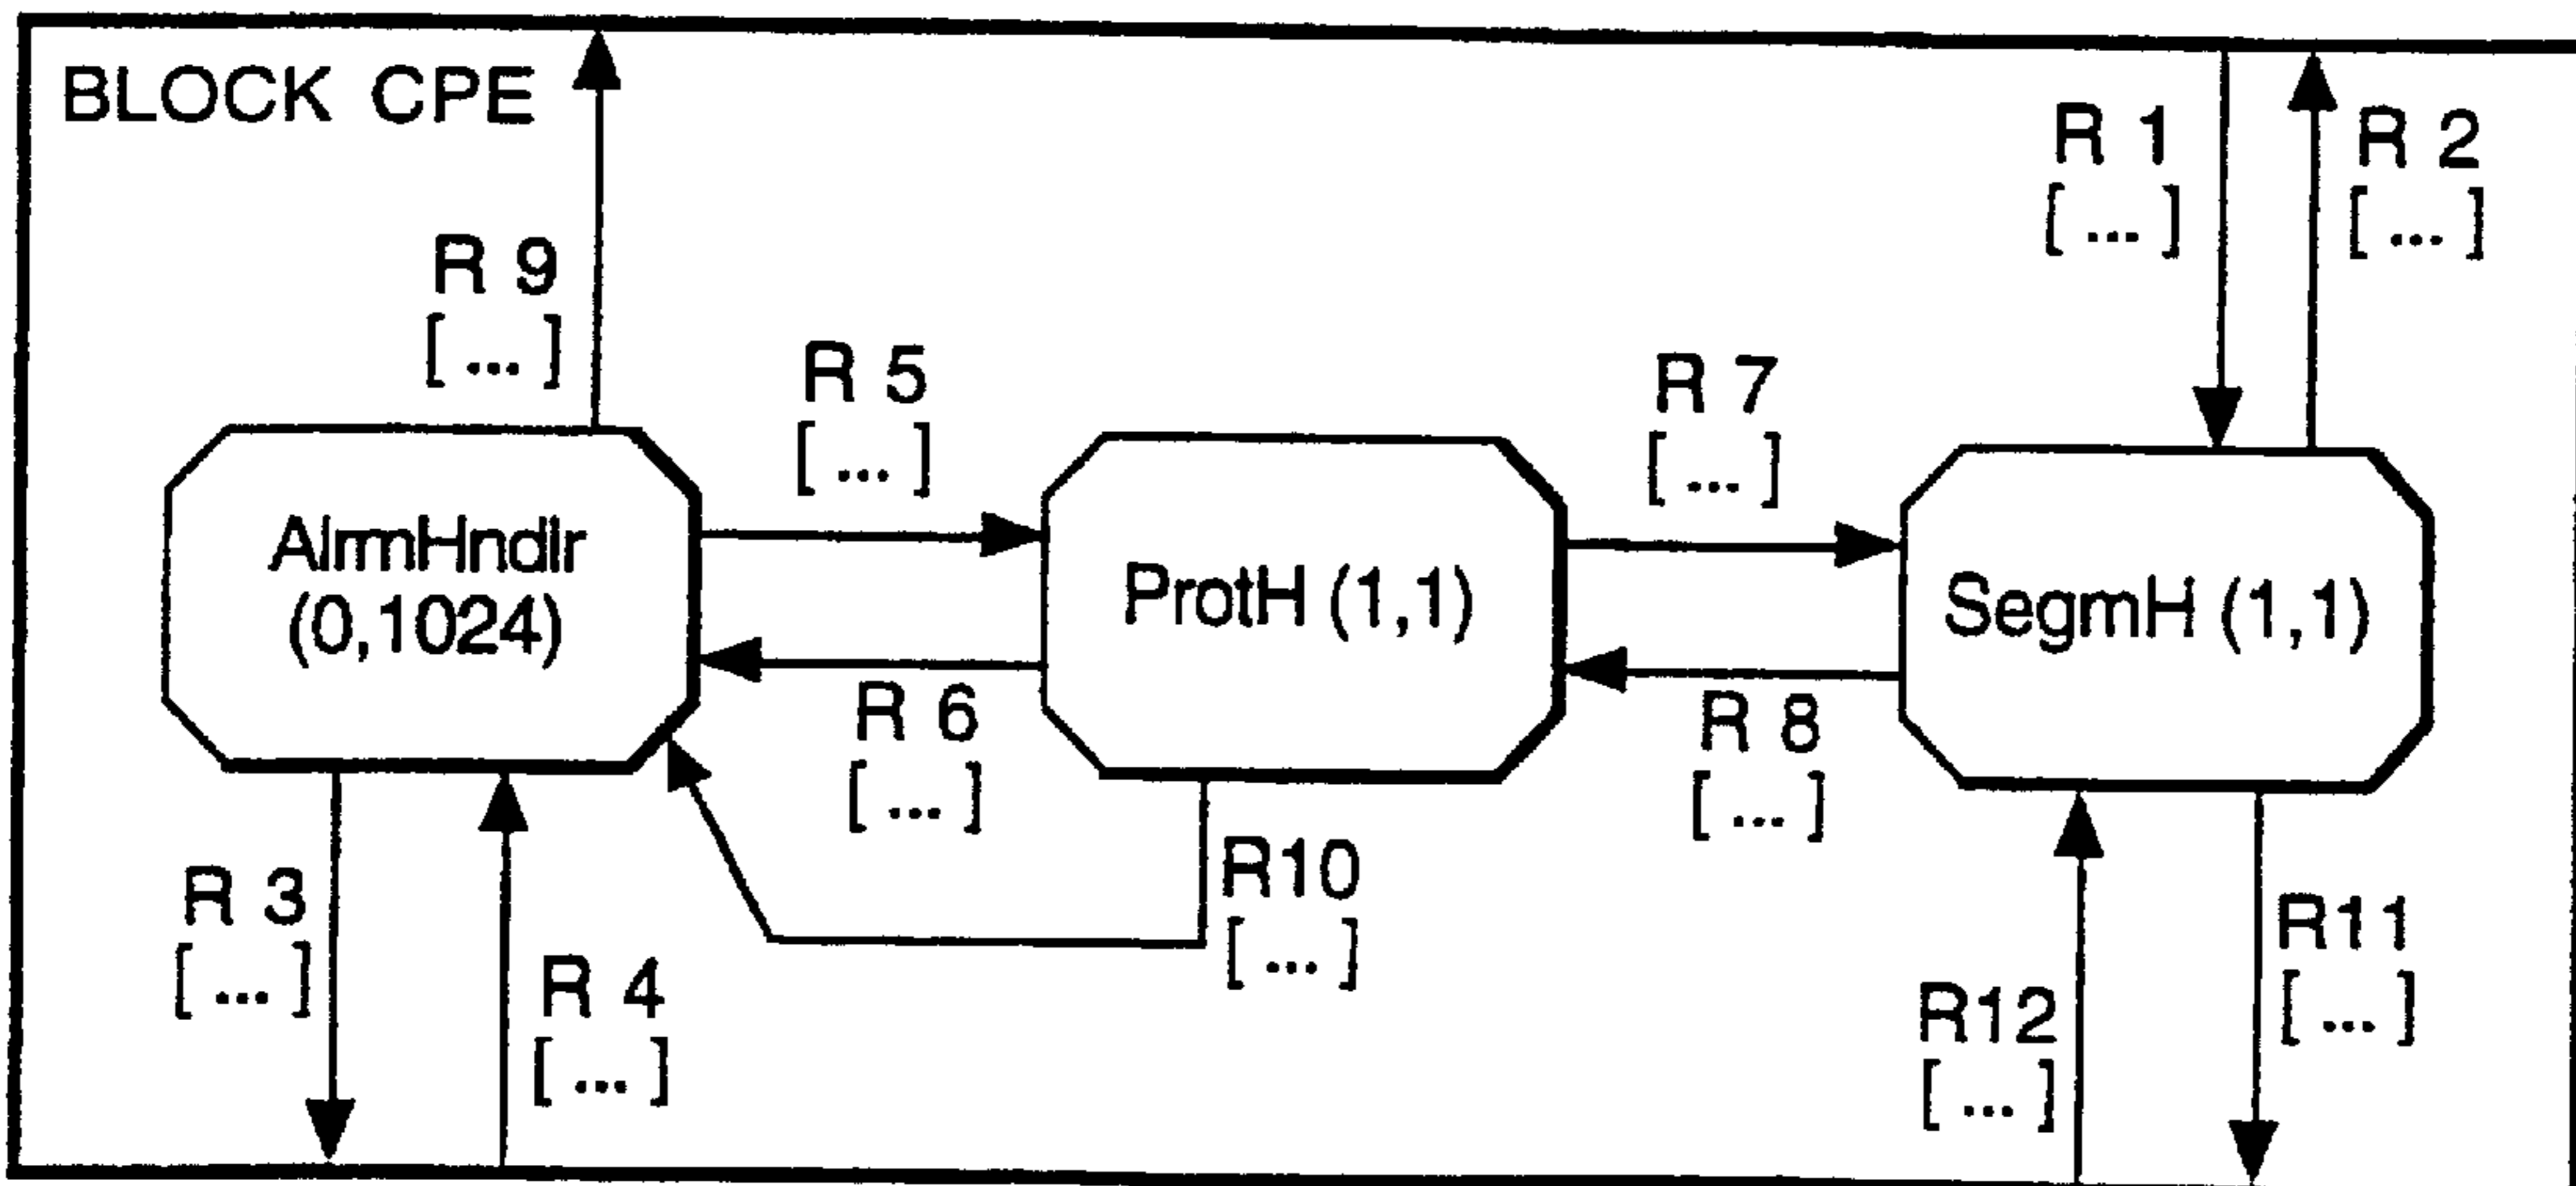 BLOCK CPE
R 1
[ ... ]
R 2
[ ... ]
R 9
[ ... ]
R 5
[ ... ]
R 7
[ ... ]
AlrmHndlr
(0,1024)
ProtH (1,1)
SegmH (1,1)
R 6
[ ... ]
R 8
[ ... ]
R 3
[ ... ]
R 4
[ ... ]
R10
[ ... ]
R12
[ ... ]
R11
[ ... ]